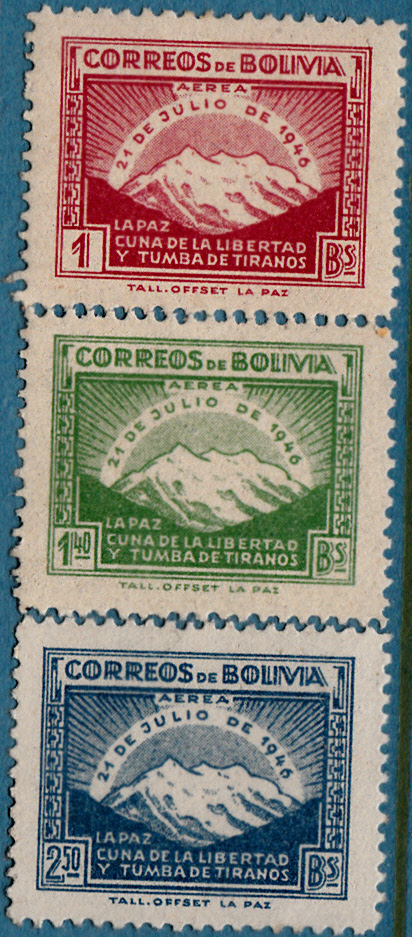 CORREOS DE BOLIVIA
AEREA
21 DE JULIO DE 1946
LA PAZ
CUNA DE LA LIBERTAD
Y TUMBA DE TIRANOS
1 Bs
TALL. OFFSET LA PAZ
CORREOS DE BOLIVIA
AEREA
21 DE JULIO DE 1946
LA PAZ
CUNA DE LA LIBERTAD
Y TUMBA DE TIRANOS
1.40 Bs
TALL. OFFSET LA PAZ
CORREOS DE BOLIVIA
AEREA
21 DE JULIO DE 1946
LA PAZ
CUNA DE LA LIBERTAD
Y TUMBA DE TIRANOS
2.50 Bs
TALL. OFFSET LA PAZ